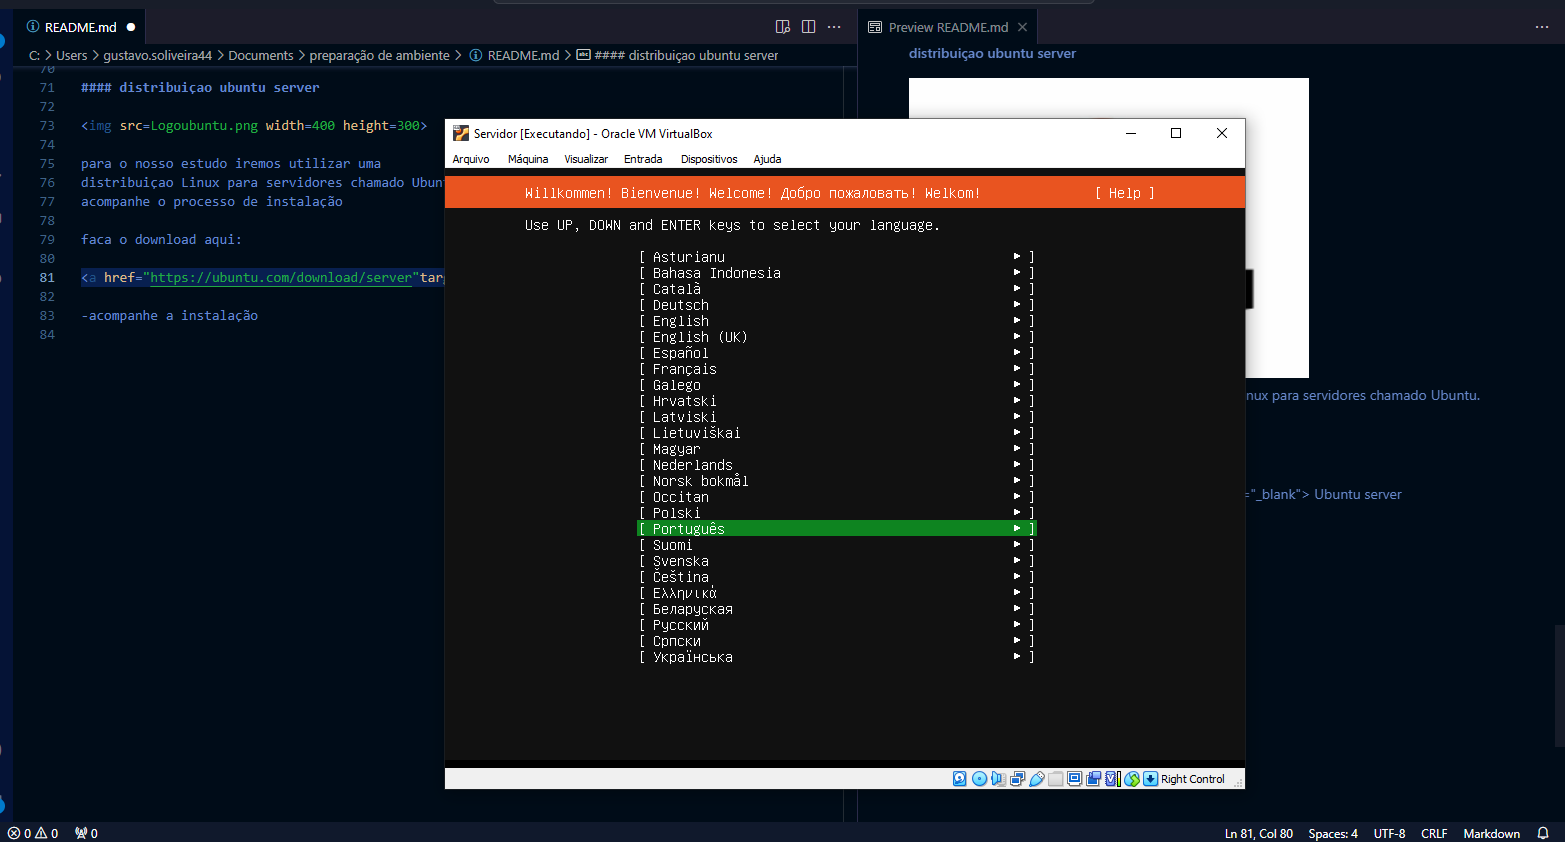 README.md
Preview README.md
C: > Users > gustavo.soliveira44 > Documents > preparação de ambiente > README.md > #### distribuiçao ubuntu server
70
71 #### distribuiçao ubuntu server
72
73 <img src=Logoubuntu.png width=400 height=300>
74
75 para o nosso estudo iremos utilizar uma
76 distribuiçao Linux para servidores chamado Ubun
77 acompanhe o processo de instalação
78
79 faca o download aqui:
80
81 <a href="https://ubuntu.com/download/server"tar
82
83 -acompanhe a instalação
84
distribuiçao ubuntu server
nux para servidores chamado Ubuntu.
="_blank"> Ubuntu server
Servidor [Executando] - Oracle VM VirtualBox
Arquivo Máquina Visualizar Entrada Dispositivos Ajuda
Willkommen! Bienvenue! Welcome! Добро пожаловать! Welkom! [ Help ]
Use UP, DOWN and ENTER keys to select your language.
[ Asturianu ► ]
[ Bahasa Indonesia ► ]
[ Català ► ]
[ Deutsch ► ]
[ English ► ]
[ English (UK) ► ]
[ Español ► ]
[ Français ► ]
[ Galego ► ]
[ Hrvatski ► ]
[ Latviski ► ]
[ Lietuviškai ► ]
[ Magyar ► ]
[ Nederlands ► ]
[ Norsk bokmål ► ]
[ Occitan ► ]
[ Polski ► ]
[ Português ► ]
[ Suomi ► ]
[ Svenska ► ]
[ Čeština ► ]
[ Ελληνικά ► ]
[ Беларуская ► ]
[ Русский ► ]
[ Српски ► ]
[ Українська ► ]
Right Control
0 0 0
Ln 81, Col 80 Spaces: 4 UTF-8 CRLF Markdown